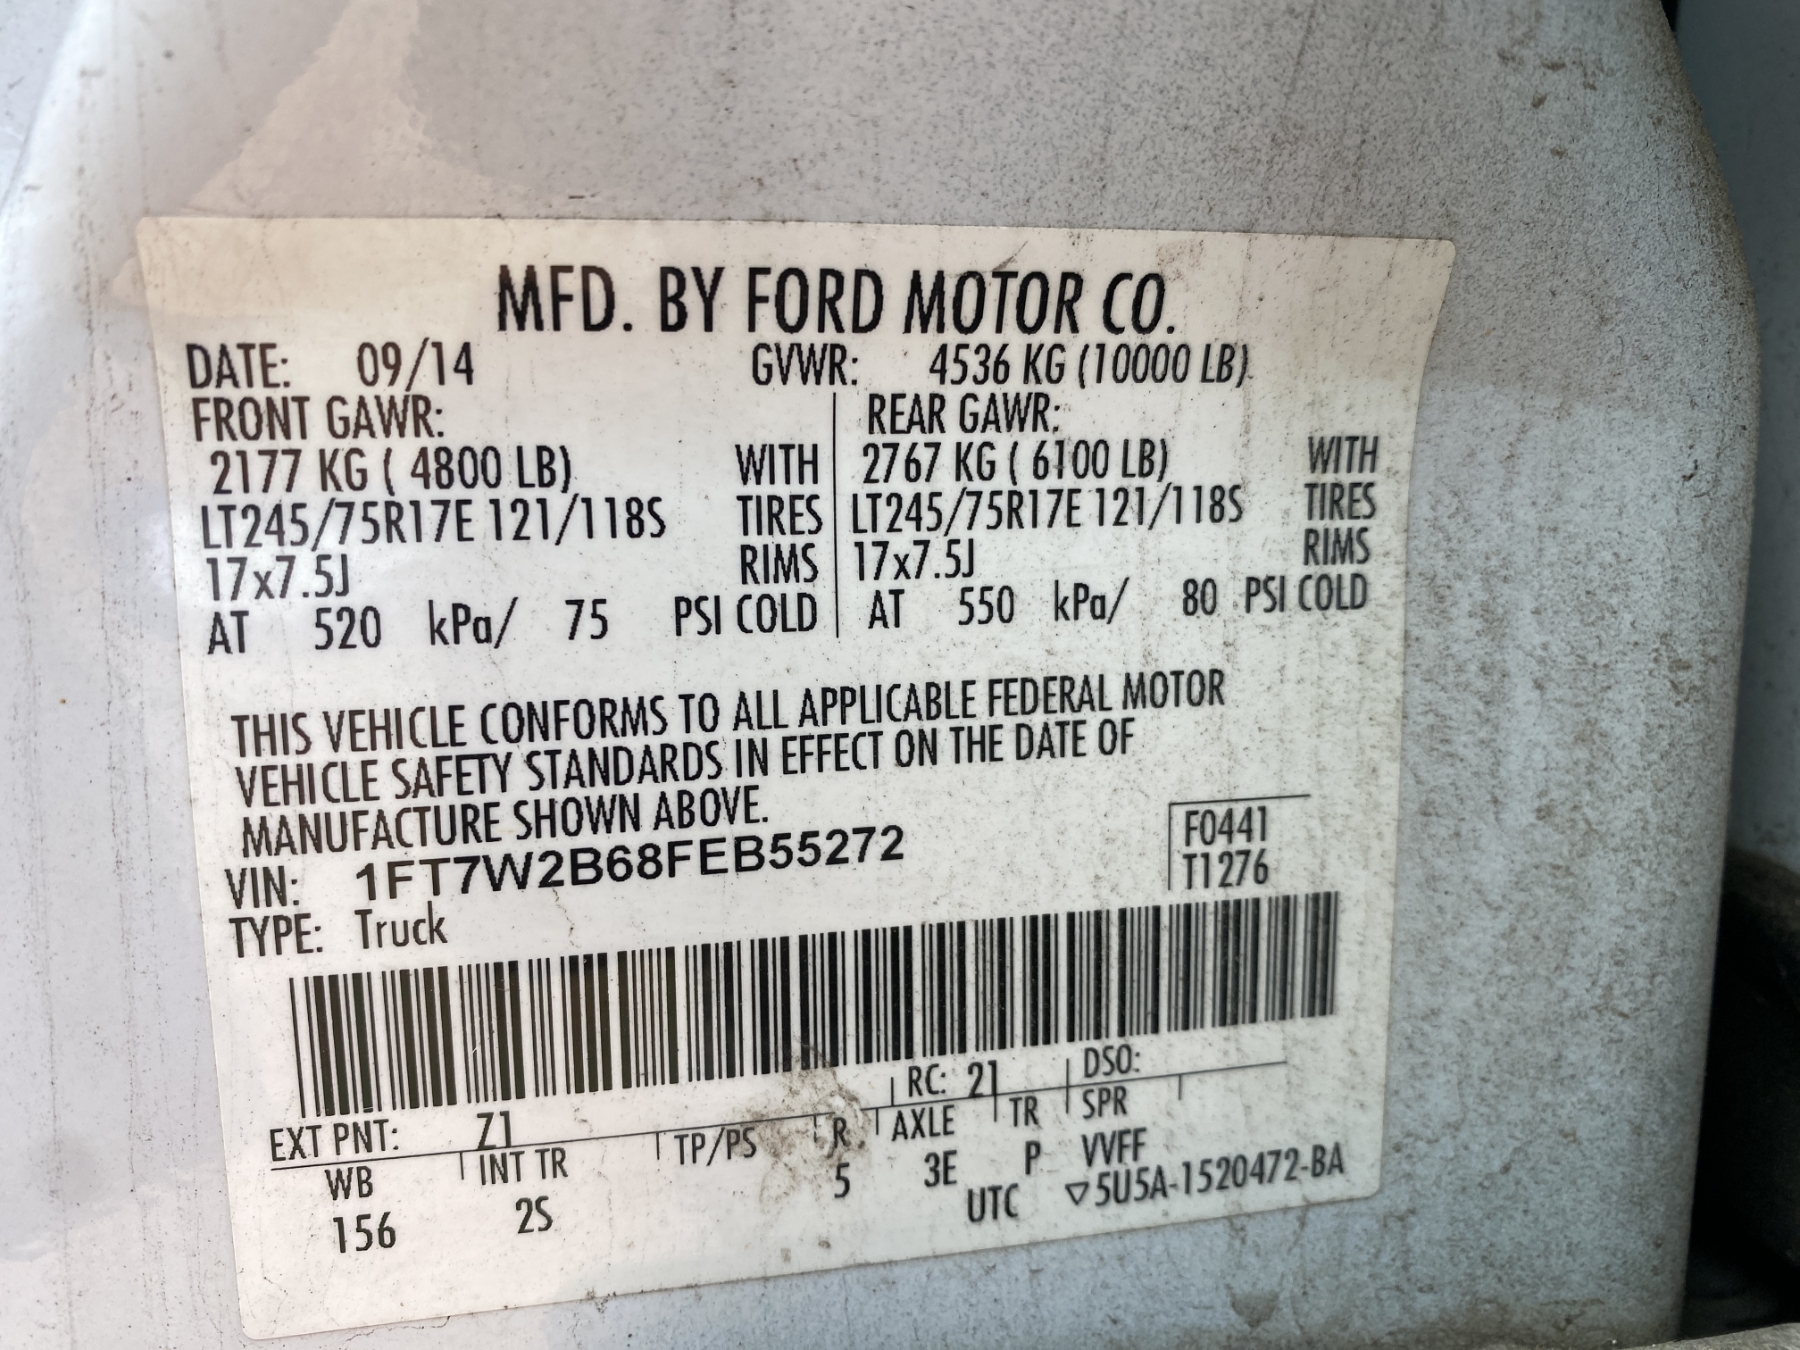 MFD. BY FORD MOTOR CO.
DATE: 09/14 GVWR: 4536 KG (10000 LB)
FRONT GAWR: REAR GAWR:
2177 KG ( 4800 LB) WITH 2767 KG ( 6100 LB) WITH
LT245/75R17E 121/118S TIRES LT245/75R17E 121/118S TIRES
17x7.5J RIMS 17x7.5J RIMS
AT 520 kPa/ 75 PSI COLD AT 550 kPa/ 80 PSI COLD
THIS VEHICLE CONFORMS TO ALL APPLICABLE FEDERAL MOTOR
VEHICLE SAFETY STANDARDS IN EFFECT ON THE DATE OF
MANUFACTURE SHOWN ABOVE.
VIN: 1FT7W2B68FEB55272 F0441
TYPE: Truck T1276
EXT PNT: Z1 RC: 21 DSO:
WB INT TR TP/PS R AXLE TR SPR
156 2S 5 3E P VVFF
UTC ▽5U5A-1520472-BA